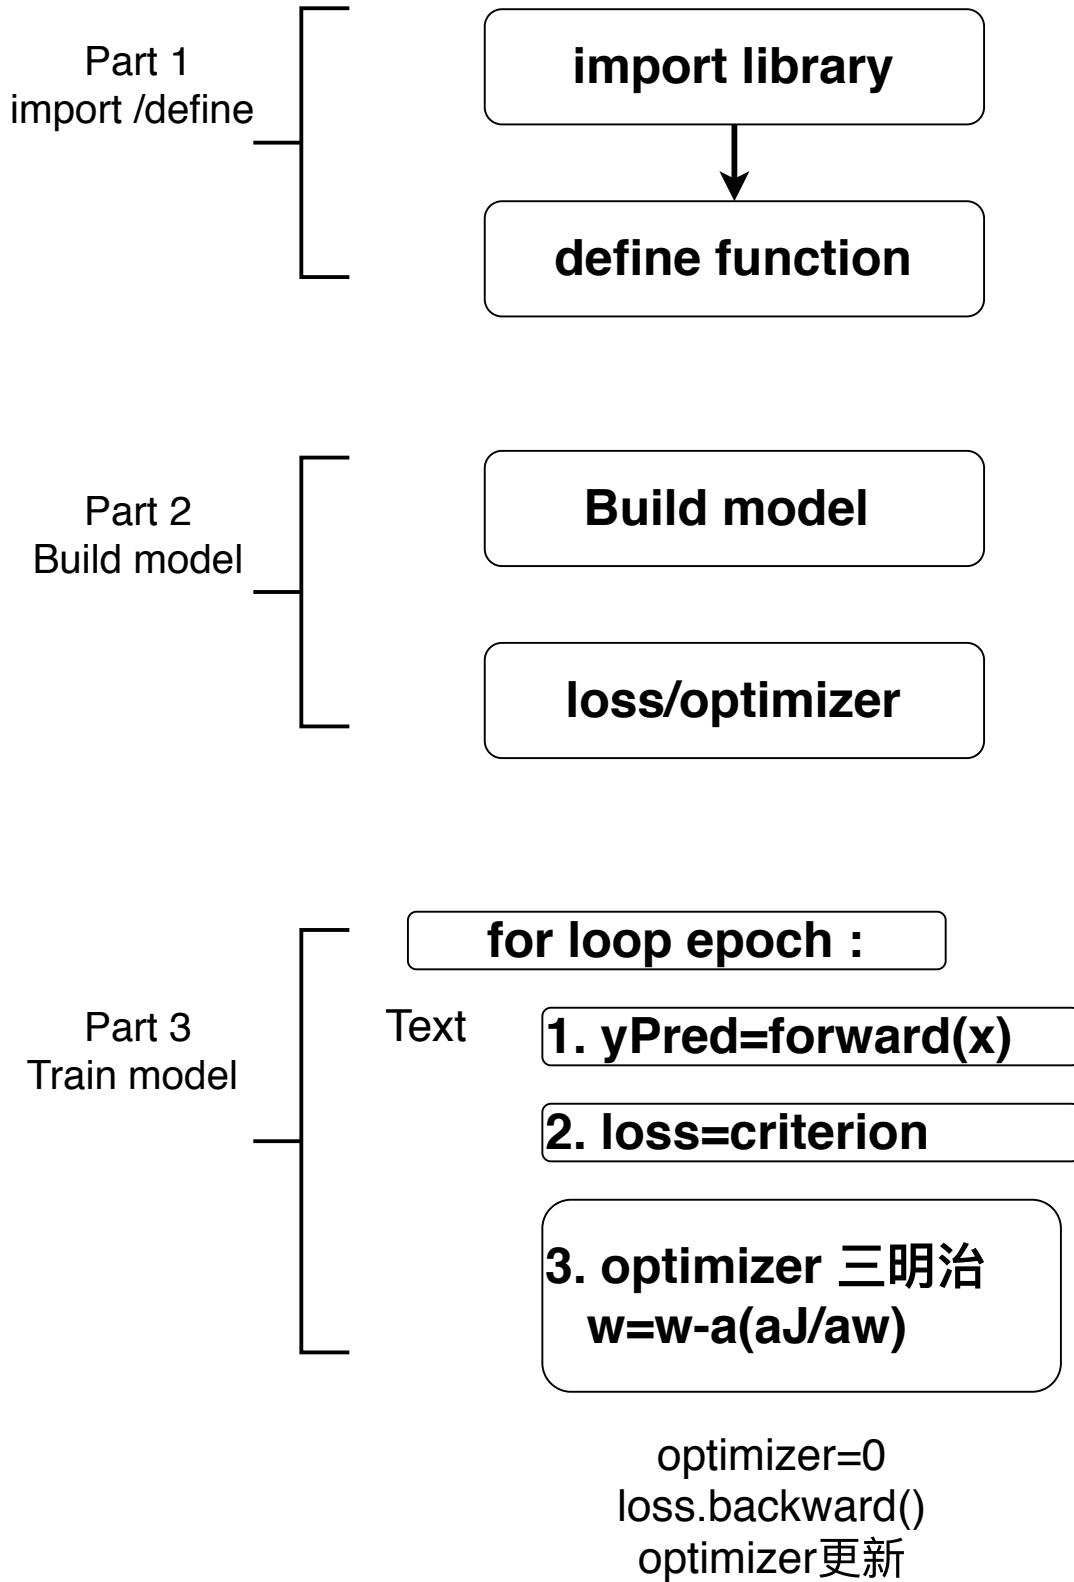 Part 1
import /define
import library
define function
Part 2
Build model
Build model
loss/optimizer
Part 3
Train model
for loop epoch :
Text
1. yPred=forward(x)
2. loss=criterion
3. optimizer 三明治
w=w-a(aJ/aw)
optimizer=0
loss.backward()
optimizer更新